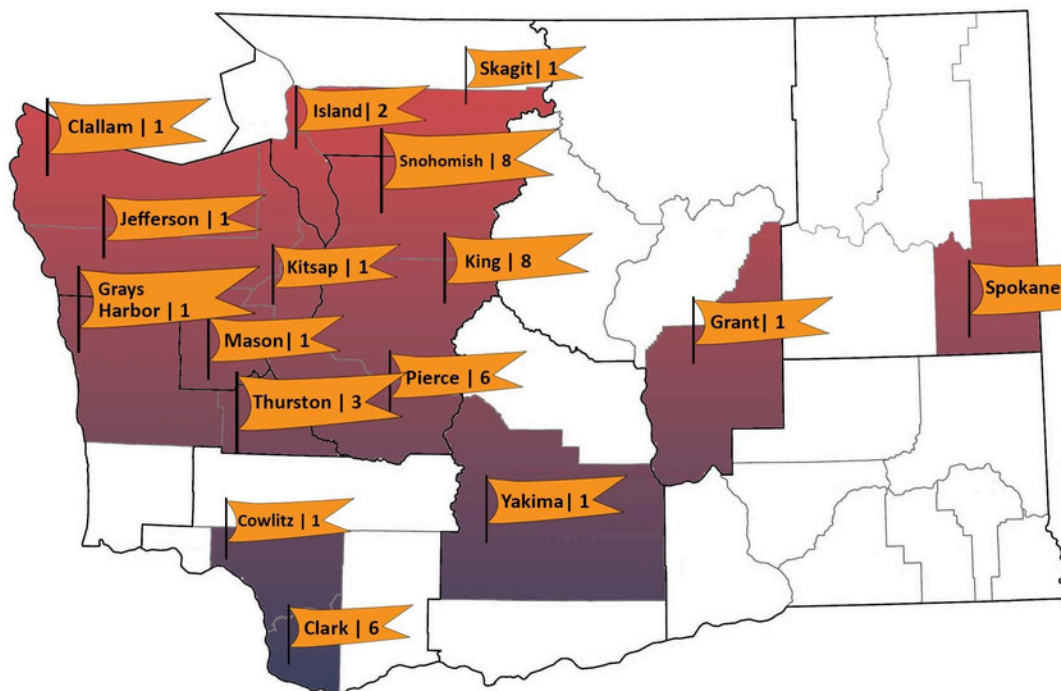 Skagit| 1
Island| 2
Clallam | 1
Snohomish | 8
Jefferson | 1
Kitsap | 1
King | 8
Spokane
Grays
Harbor | 1
Grant| 1
Mason| 1
Pierce | 6
Thurston | 3
Yakima| 1
Cowlitz | 1
Clark | 6